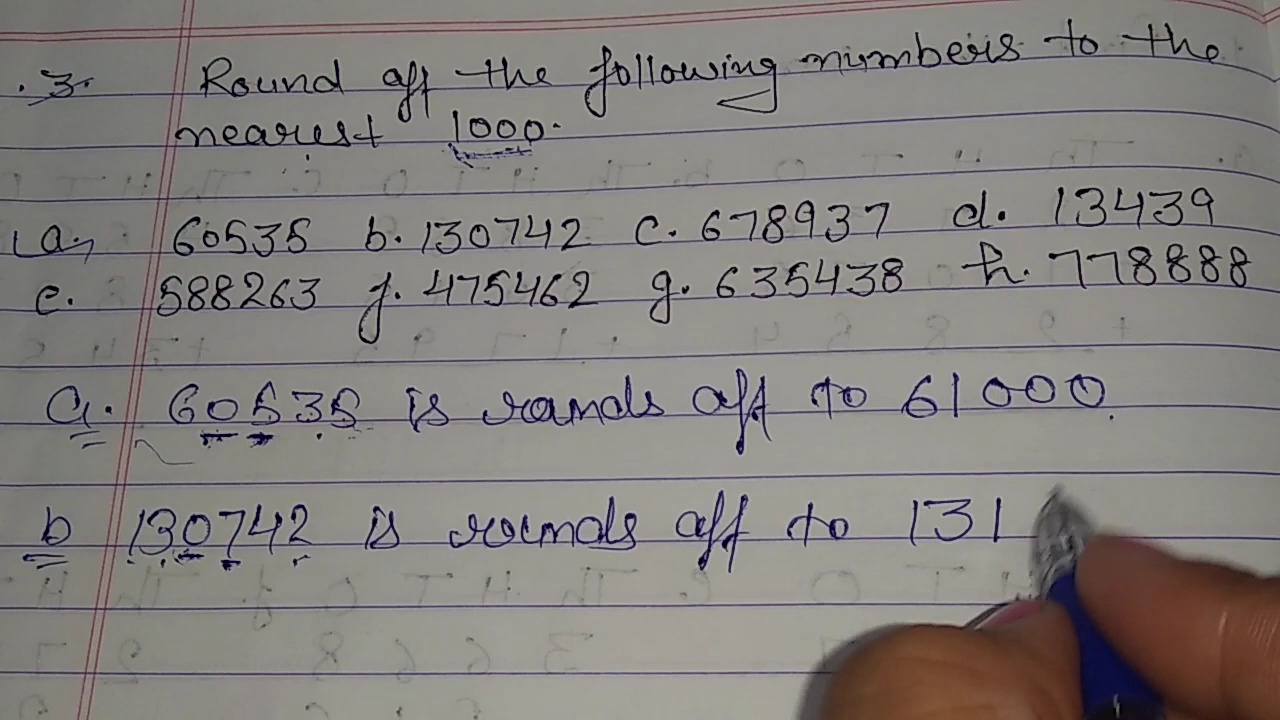 3. Round off the following numbers to the
nearest 1000.
(a) 60535 b. 130742 c. 678937 d. 13439
e. 588263 f. 475462 g. 635438 h. 778888
a. 60535 is rounds off to 61000.
b 130742 is rounds off to 131